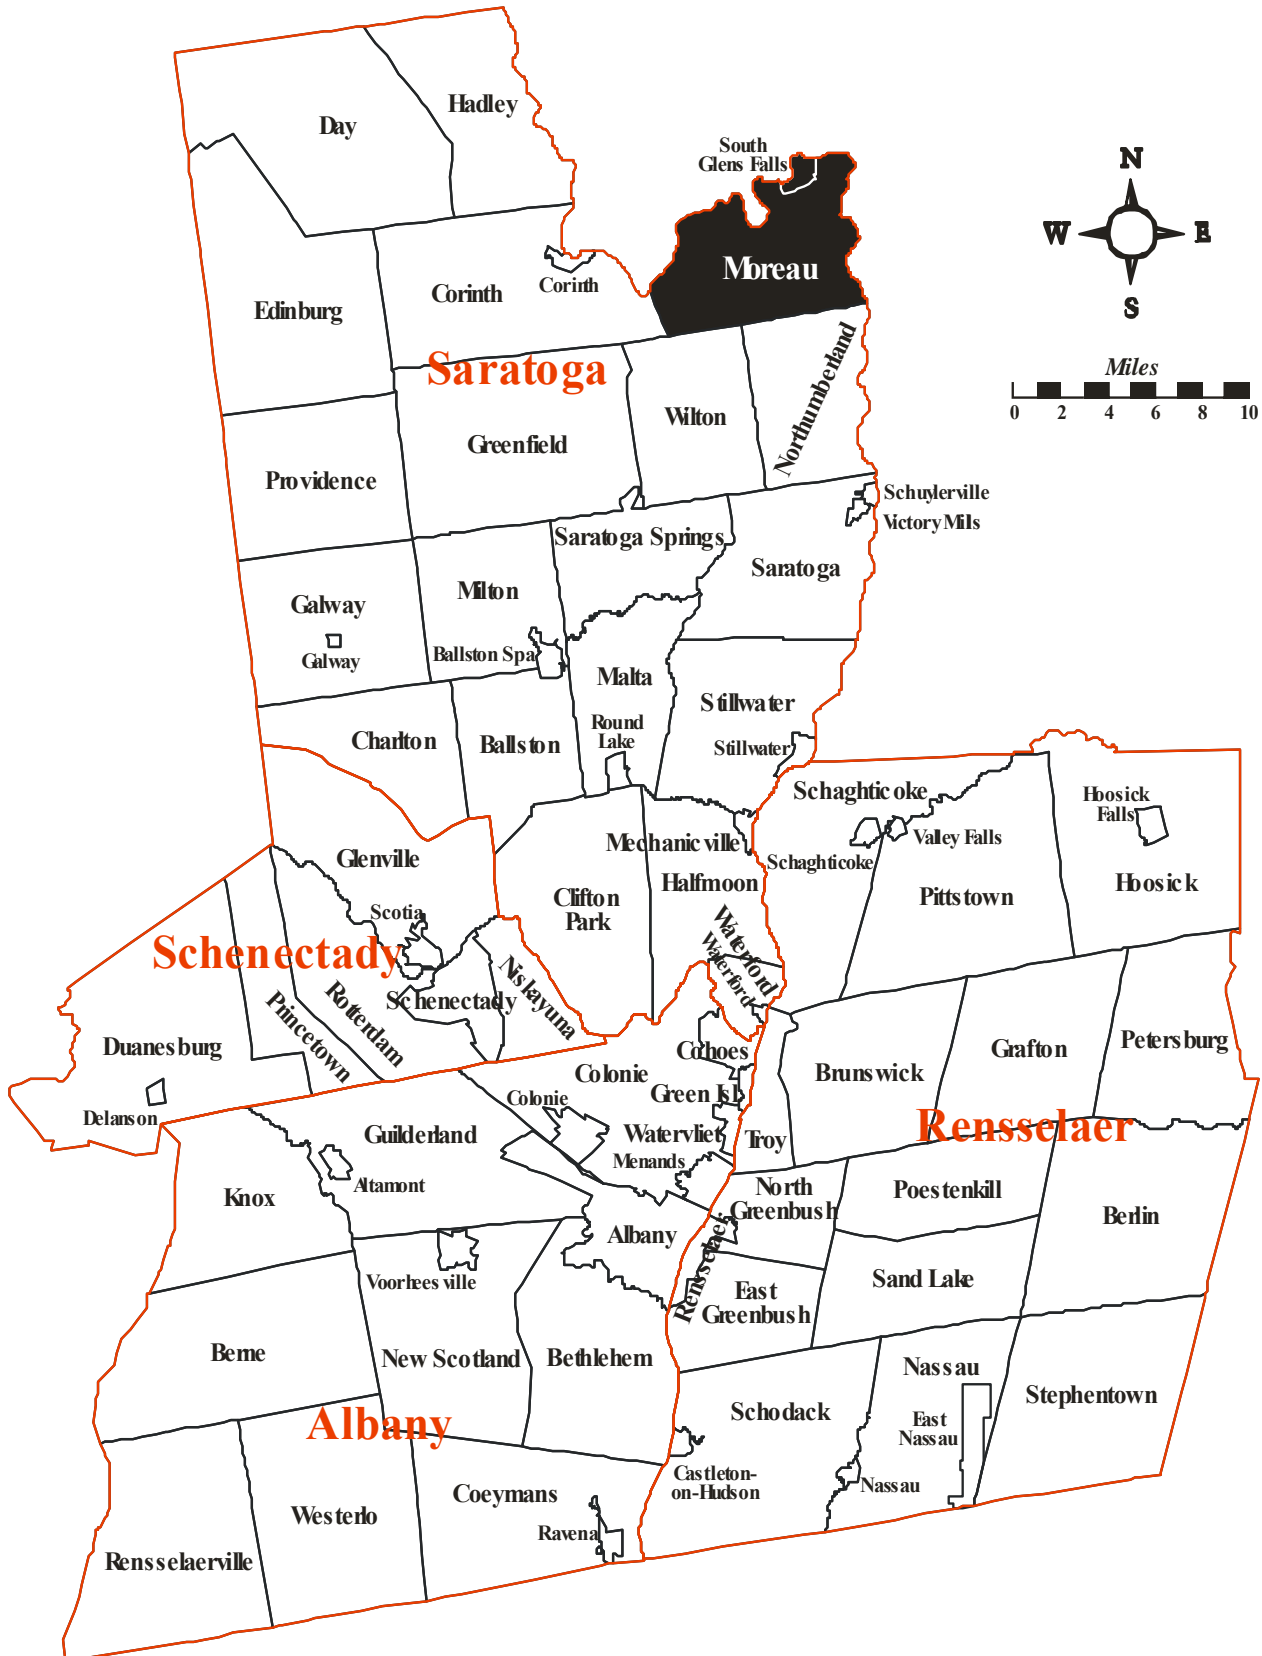 Hadley
Day
South
Glens Falls
N
W
E
S
Moreau
Edinburg
Corinth
Corinth
Saratoga
Northumberland
Miles
0 2 4 6 8 10
Wilton
Greenfield
Providence
Schuylerville
Victory Mills
Saratoga Springs
Saratoga
Milton
Galway
Galway
Ballston Spa
Malta
Stillwater
Stillwater
Round
Lake
Charlton
Ballston
Schaghticoke
Hoosick
Falls
Valley Falls
Schaghticoke
Mechanicville
Halfmoon
Glenville
Clifton
Park
Pittstown
Hoosick
Scotia
Schenectady
Waterford
Waterford
Niskayuna
Schenectady
Rotterdam
Princetown
Duanesburg
Delanson
Cohoes
Colonie
Green Isl.
Colonie
Watervliet
Menands
Troy
Brunswick
Grafton
Petersburg
Rensselaer
Guilderland
Altamont
Knox
North
Greenbush
Poestenkill
Berlin
Albany
Rensselaer
Voorheesville
East
Greenbush
Sand Lake
Berne
New Scotland
Bethlehem
Nassau
Stephentown
Albany
Schodack
East
Nassau
Castleton-
on-Hudson
Nassau
Coeymans
Westerlo
Ravena
Rensselaerville